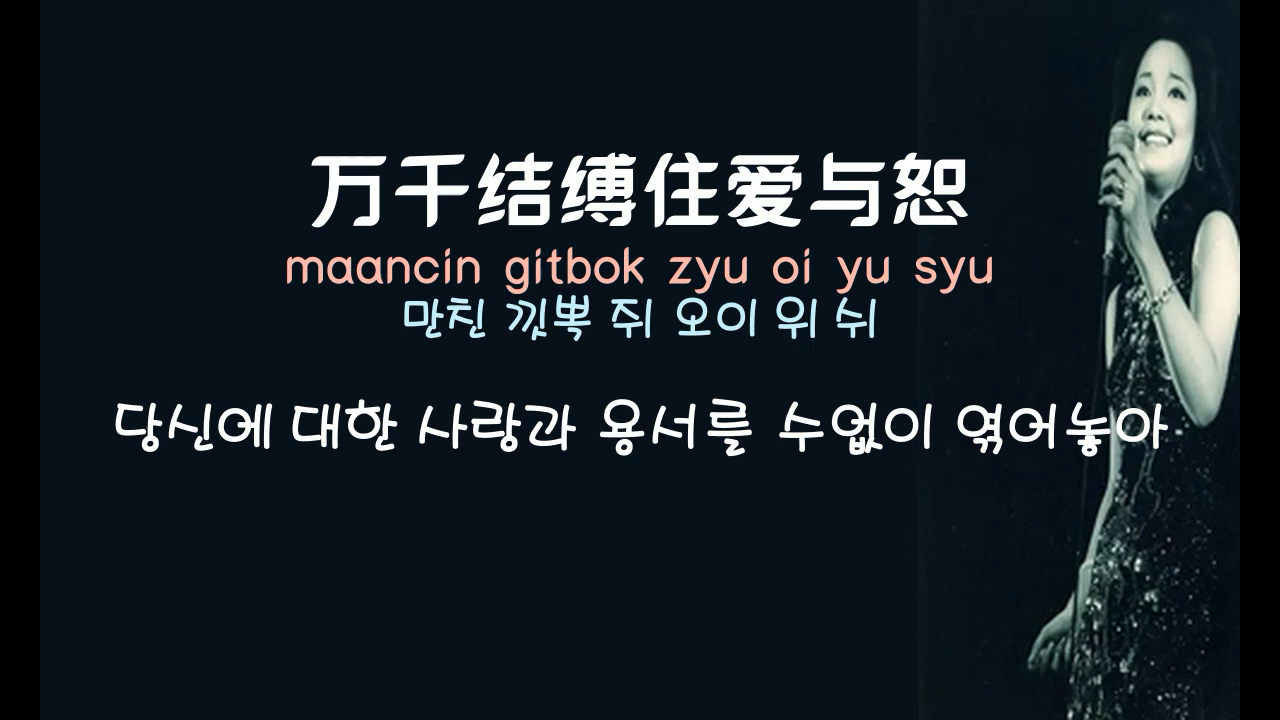 万千结缚住爱与恕
maancin gitbok zyu oi yu syu
만친 낏뽁 쥐 오이 위 쉬
당신에 대한 사랑과 용서를 수없이 엮어놓아